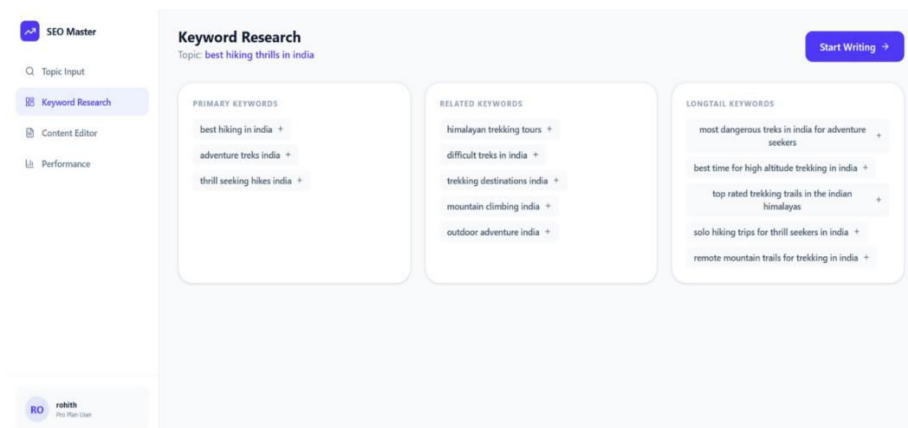 SEO Master
Topic Input
Keyword Research
Content Editor
Performance
RO
rohith
Pro Plan User
Keyword Research
Topic: best hiking thrills in india
Start Writing →
PRIMARY KEYWORDS
best hiking in india +
adventure treks india +
thrill seeking hikes india +
RELATED KEYWORDS
himalayan trekking tours +
difficult treks in india +
trekking destinations india +
mountain climbing india +
outdoor adventure india +
LONGTAIL KEYWORDS
most dangerous treks in india for adventure
seekers +
best time for high altitude trekking in india +
top rated trekking trails in the indian
himalayas +
solo hiking trips for thrill seekers in india +
remote mountain trails for trekking in india +